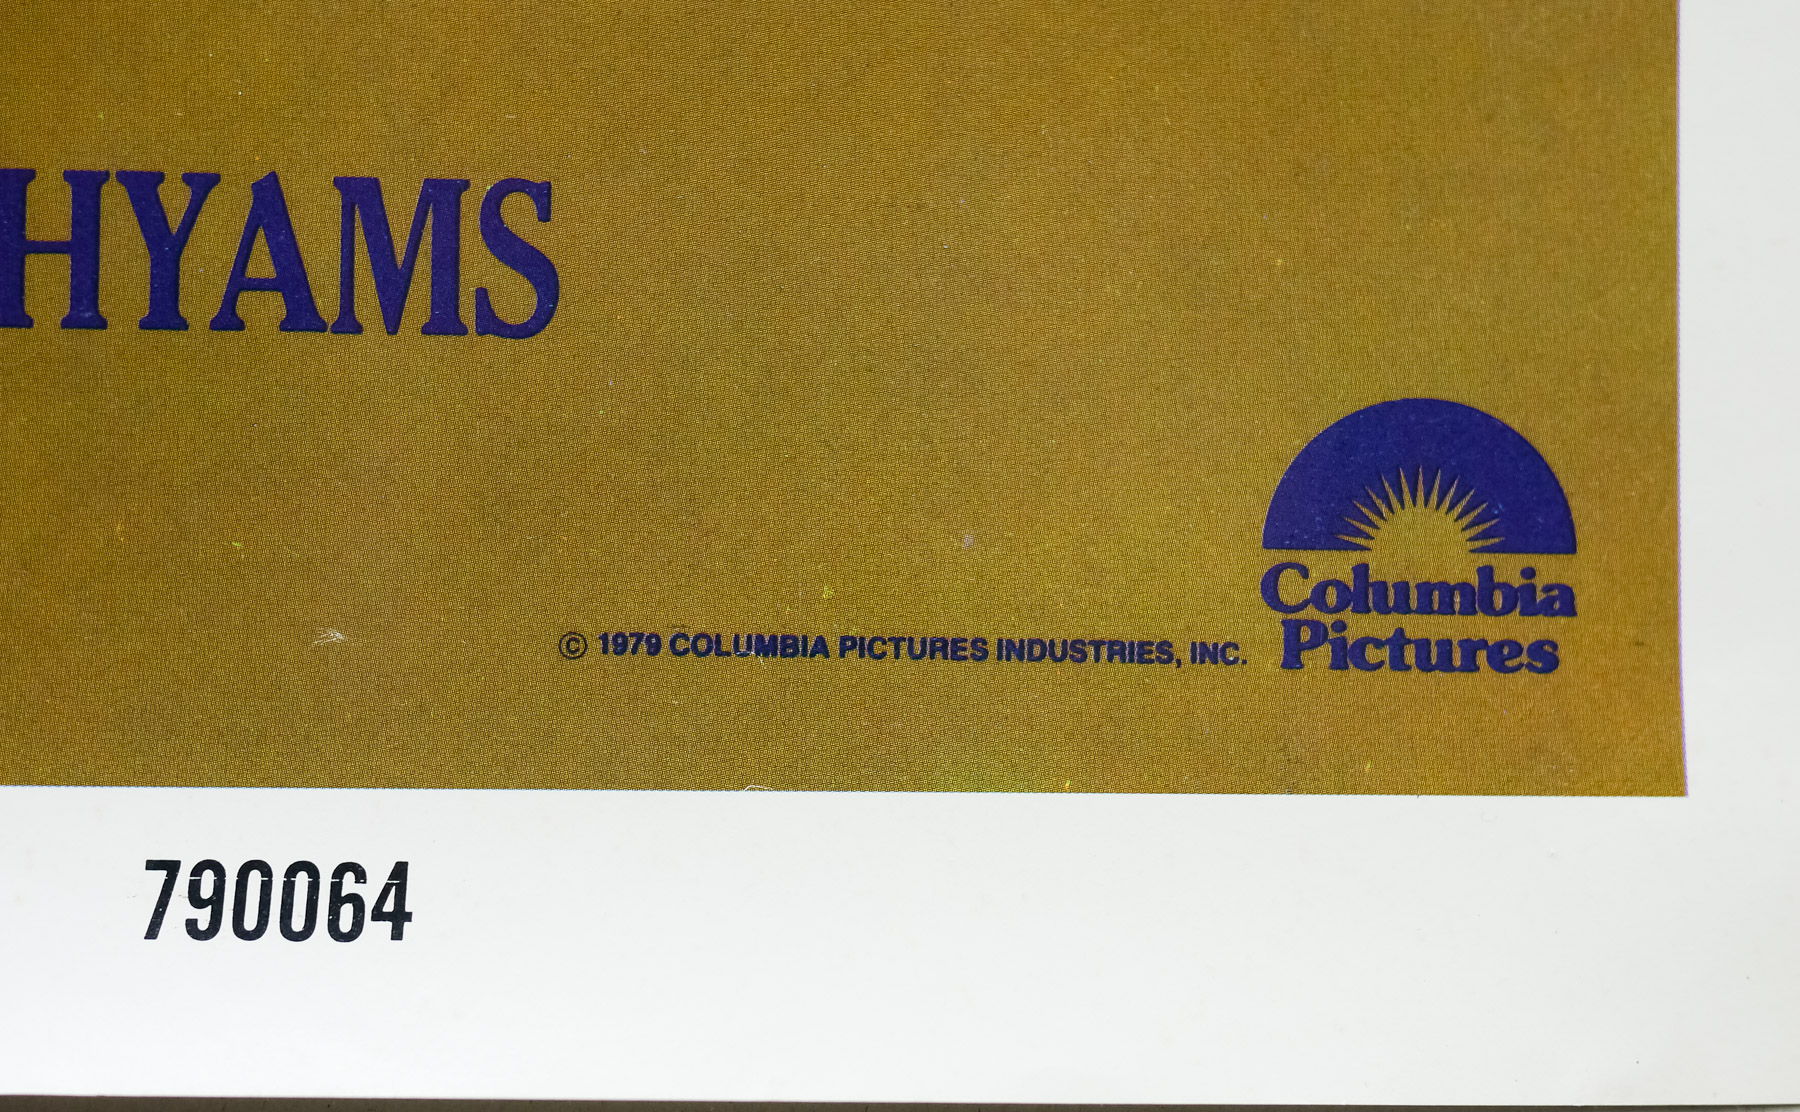 HYAMS
© 1979 COLUMBIA PICTURES INDUSTRIES, INC.
Columbia
Pictures
790064